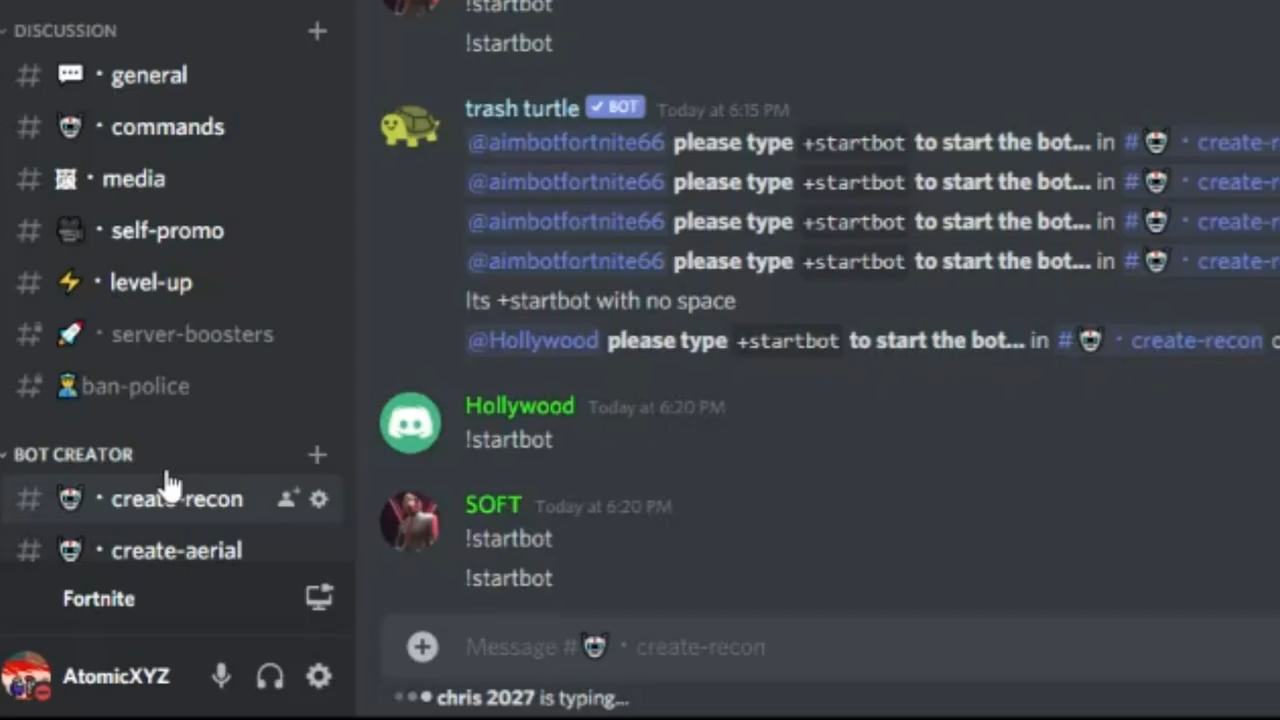 DISCUSSION
# · general
# · commands
# · media
# · self-promo
# · level-up
# · server-boosters
# ban-police
BOT CREATOR
# · create-recon
# · create-aerial
Fortnite
AtomicXYZ
!startbot
!startbot
trash turtle ✓ BOT Today at 6:15 PM
@aimbotfortnite66 please type +startbot to start the bot... in # · create-r
@aimbotfortnite66 please type +startbot to start the bot... in # · create-r
@aimbotfortnite66 please type +startbot to start the bot... in # · create-r
@aimbotfortnite66 please type +startbot to start the bot... in # · create-r
Its +startbot with no space
@Hollywood please type +startbot to start the bot... in # · create-recon
Hollywood Today at 6:20 PM
!startbot
SOFT Today at 6:20 PM
!startbot
!startbot
Message # · create-recon
chris 2027 is typing...